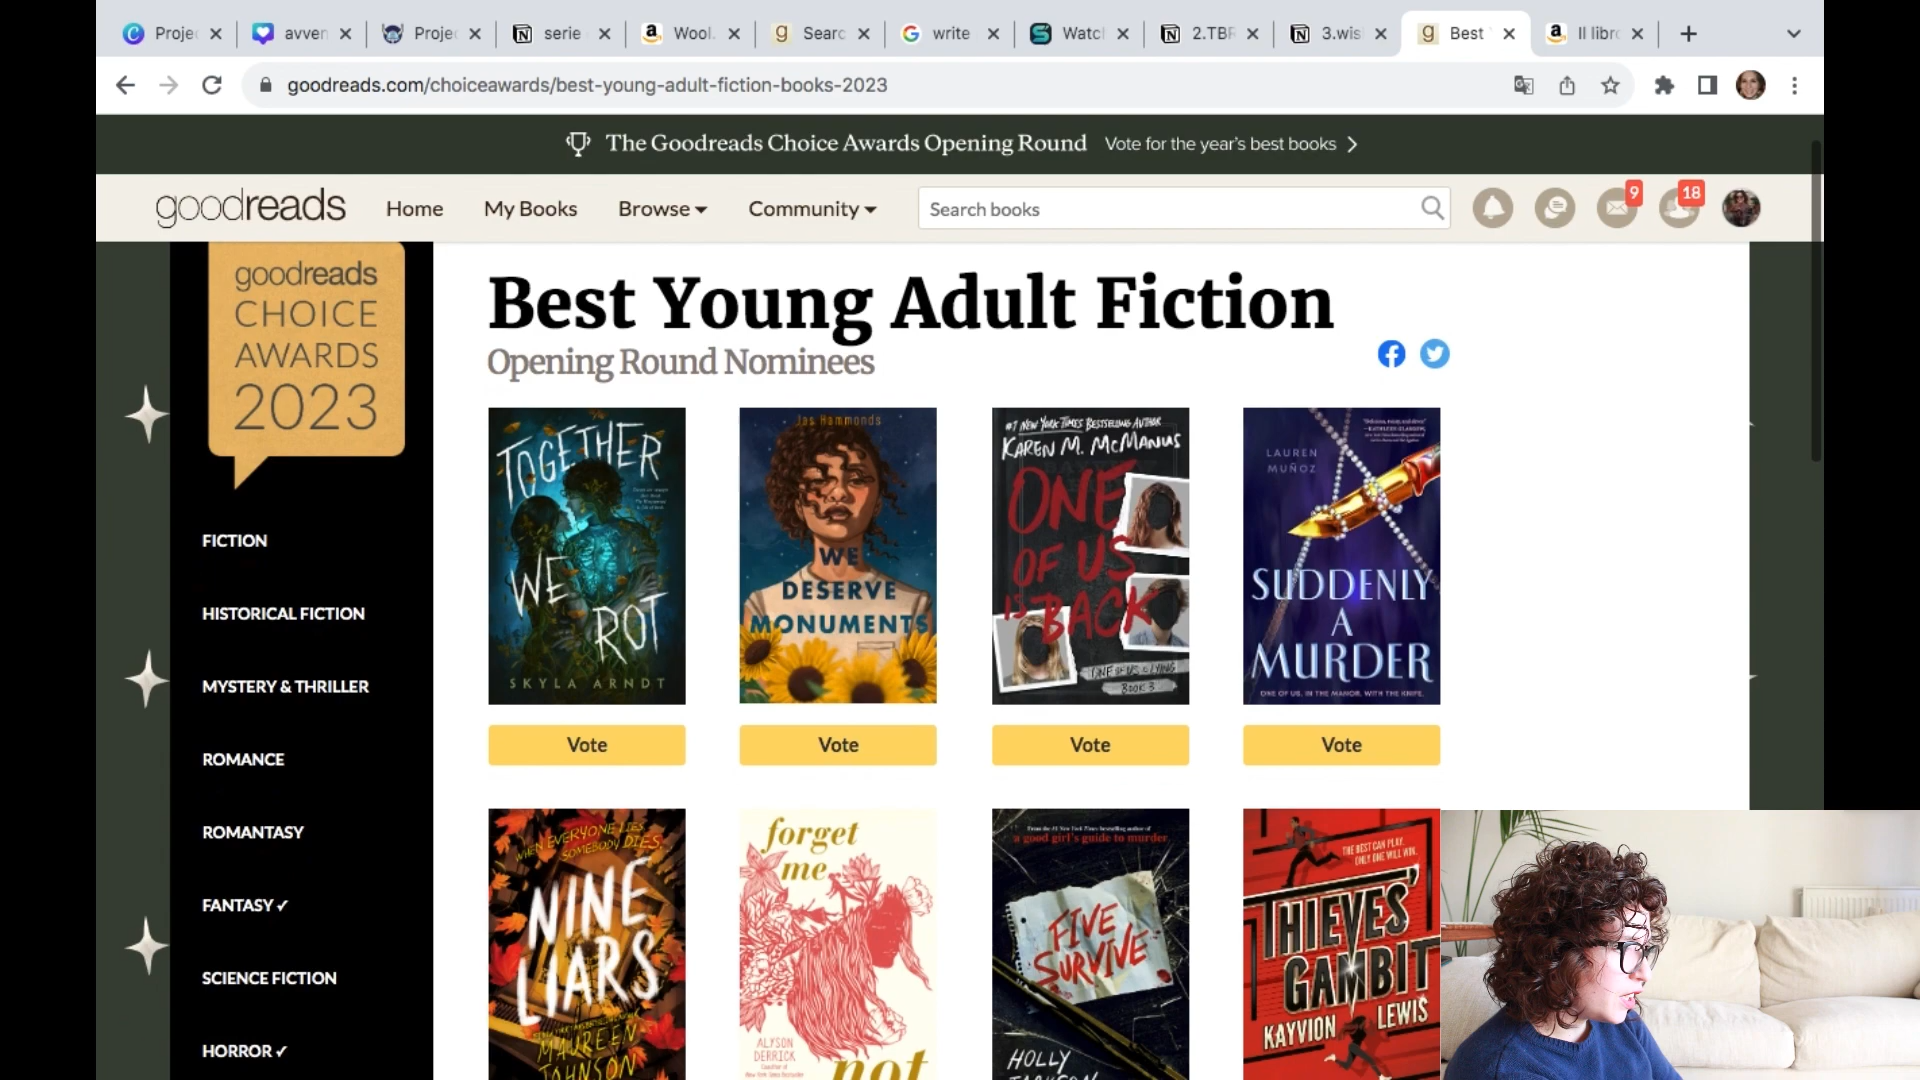 Proje
avven
Proje
serie
Wool.
Searc
write
Watcl
2.TBR
3.wis
Best
Il libro
goodreads.com/choiceawards/best-young-adult-fiction-books-2023
The Goodreads Choice Awards Opening Round Vote for the year's best books
goodreads
Home
My Books
Browse
Community
Search books
9
18
goodreads
CHOICE
AWARDS
2023
FICTION
HISTORICAL FICTION
MYSTERY & THRILLER
ROMANCE
ROMANTASY
FANTASY ✓
SCIENCE FICTION
HORROR ✓
Best Young Adult Fiction
Opening Round Nominees
TOGETHER
WE
ROT
SKYLA ARNDT
Jas Hammonds
WE
DESERVE
MONUMENTS
#1 NEW YORK TIMES BESTSELLING AUTHOR
KAREN M. McMANUS
ONE
OF US
IS BACK
ONE OF US IS LYING
BOOK 3
LAUREN
MUÑOZ
SUDDENLY
A
MURDER
ONE OF US. IN THE MANOR. WITH THE KNIFE.
Vote
Vote
Vote
Vote
WHEN EVERYONE LIES
SOMEBODY DIES.
NINE
LIARS
MAUREEN
JOHNSON
forget
me
ALYSON
DERRICK
not
From the #1 New York Times bestselling author of
a good girl's guide to murder
FIVE
SURVIVE
HOLLY
JACKSON
THE BEST CAN PLAY.
ONLY ONE WILL WIN.
THIEVES'
GAMBIT
KAYVION
LEWIS